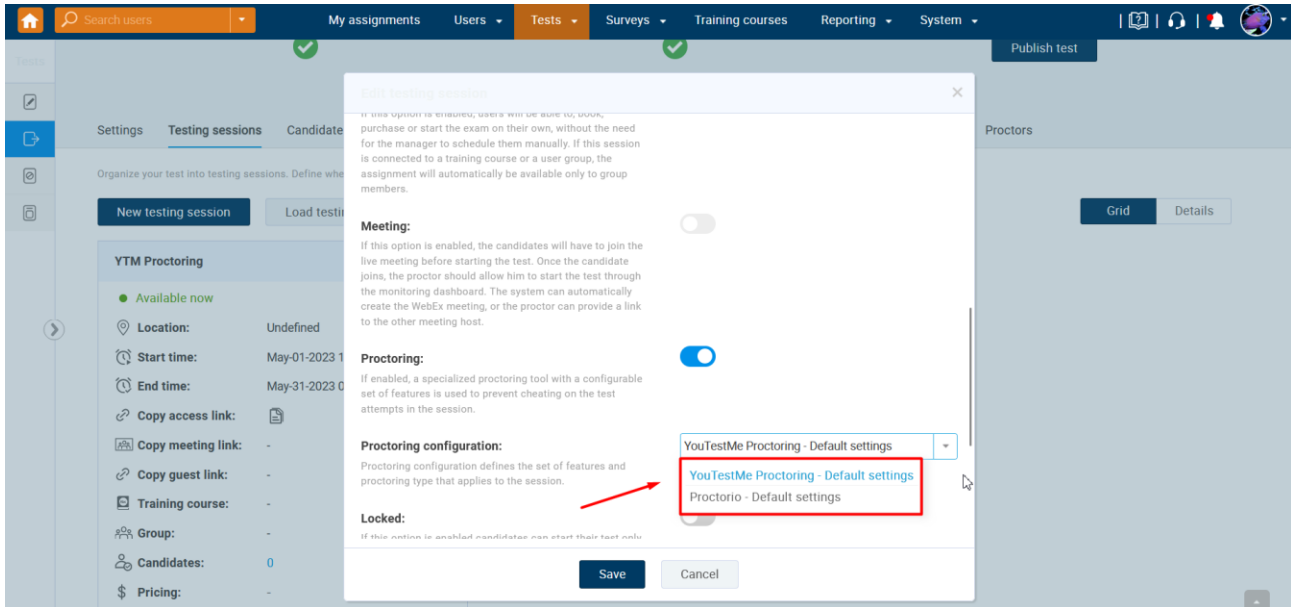 Search users
My assignments
Users
Tests
Surveys
Training courses
Reporting
System
Tests
Publish test
Edit testing session
Settings
Testing sessions
Candidate
Proctors
Organize your test into testing sessions. Define whe
New testing session
Load testi
Grid
Details
YTM Proctoring
Available now
Location: Undefined
Start time: May-01-2023 1
End time: May-31-2023 0
Copy access link:
Copy meeting link: -
Copy guest link: -
Training course: -
Group: -
Candidates: 0
Pricing: -
If this option is enabled, users will be able to, book,
purchase or start the exam on their own, without the need
for the manager to schedule them manually. If this session
is connected to a training course or a user group, the
assignment will automatically be available only to group
members.
Meeting:
If this option is enabled, the candidates will have to join the
live meeting before starting the test. Once the candidate
joins, the proctor should allow him to start the test through
the monitoring dashboard. The system can automatically
create the WebEx meeting, or the proctor can provide a link
to the other meeting host.
Proctoring:
If enabled, a specialized proctoring tool with a configurable
set of features is used to prevent cheating on the test
attempts in the session.
Proctoring configuration:
YouTestMe Proctoring - Default settings
Proctoring configuration defines the set of features and
proctoring type that applies to the session.
YouTestMe Proctoring - Default settings
Proctorio - Default settings
Locked:
If this option is enabled candidates can start their test only
Save
Cancel